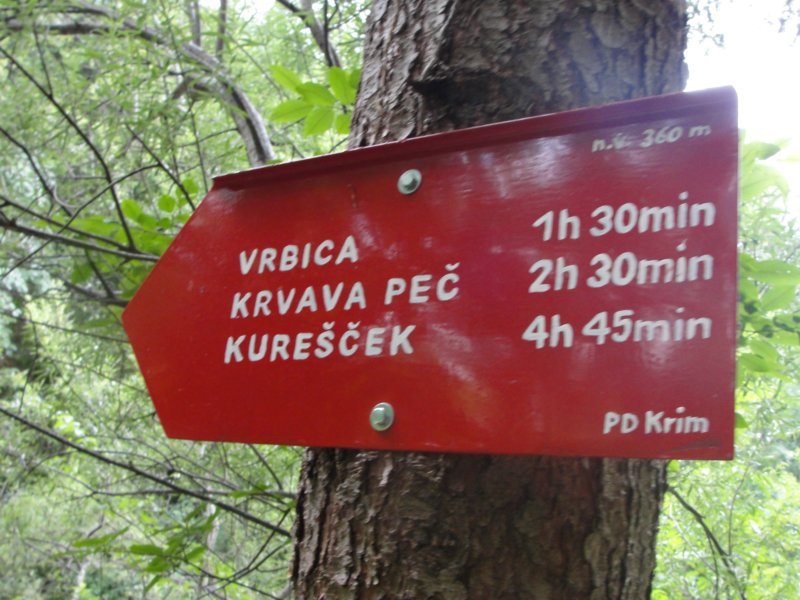 n.v. 360 m
VRBICA 1h 30min
KRVAVA PEČ 2h 30min
KUREŠČEK 4h 45min
PD Krim